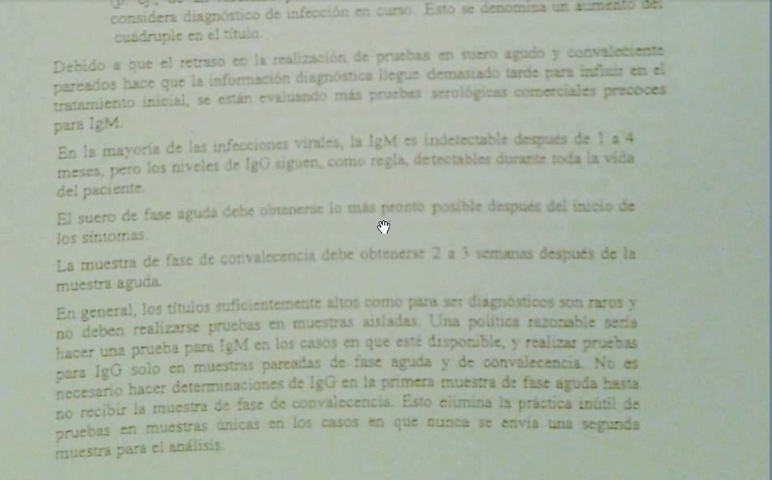 considera diagnóstico de infección en curso. Esto se denomina un aumento del
cuádruple en el título.
Debido a que el retraso en la realización de pruebas en suero agudo y convaleciente
pareados hace que la información diagnóstica llegue demasiado tarde para influir en el
tratamiento inicial, se están evaluando más pruebas serológicas comerciales precoces
para IgM.
En la mayoría de las infecciones virales, la IgM es indetectable después de 1 a 4
meses, pero los niveles de IgG siguen, como regla, detectables durante toda la vida
del paciente.
El suero de fase aguda debe obtenerse lo más pronto posible después del inicio de
los síntomas.
La muestra de fase de convalecencia debe obtenerse 2 a 3 semanas después de la
muestra aguda.
En general, los títulos suficientemente altos como para ser diagnósticos son raros y
no deben realizarse pruebas en muestras aisladas. Una política razonable sería
hacer una prueba para IgM en los casos en que esté disponible, y realizar pruebas
para IgG solo en muestras pareadas de fase aguda y de convalecencia. No es
necesario hacer determinaciones de IgG en la primera muestra de fase aguda hasta
no recibir la muestra de fase de convalecencia. Esto elimina la práctica inútil de
pruebas en muestras únicas en los casos en que nunca se envía una segunda
muestra para el análisis.